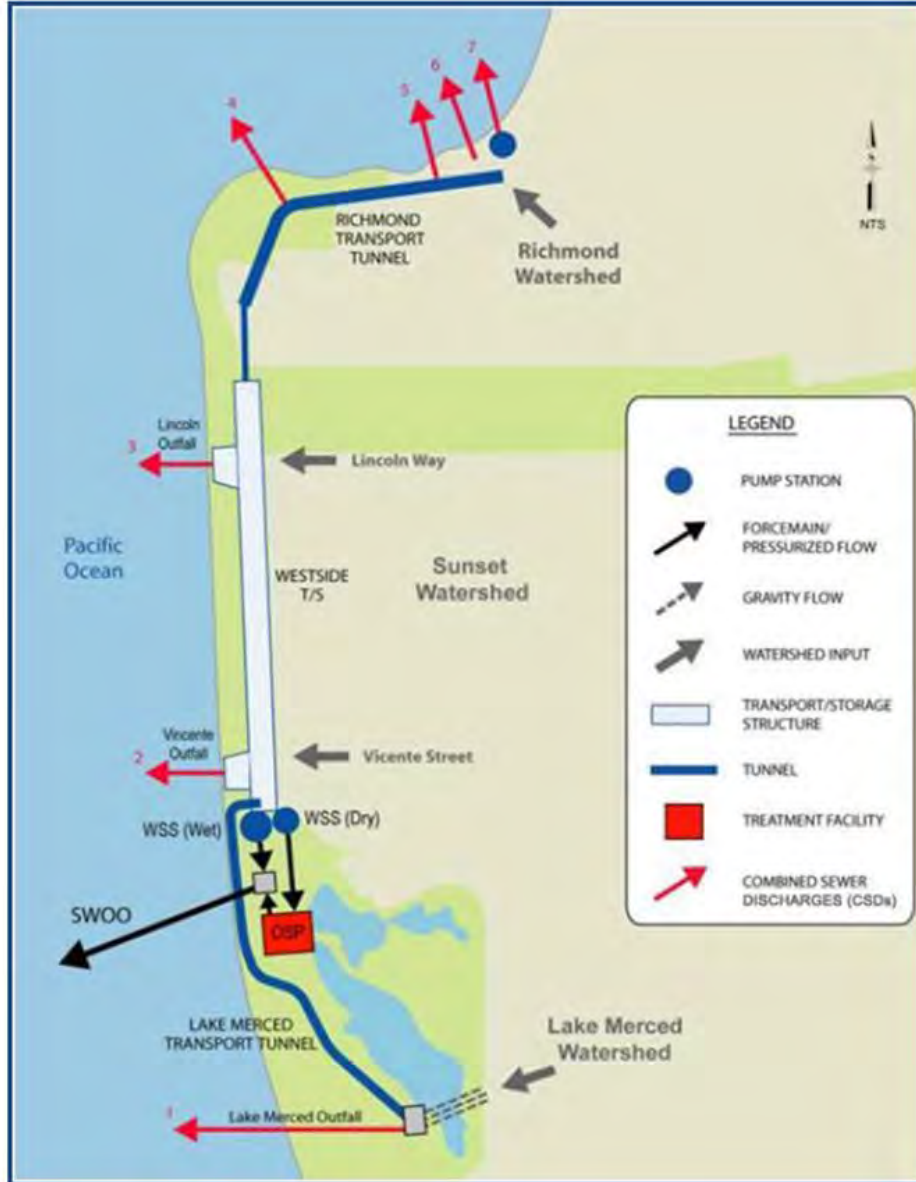 7
6
5
4
N
NTS
RICHMOND
TRANSPORT
TUNNEL
Richmond
Watershed
Lincoln
Outfall
3
Lincoln Way
Pacific
Ocean
WESTSIDE
T/S
Sunset
Watershed
Vincente
Outfall
2
Vicente Street
WSS (Wet)
WSS (Dry)
SWOO
OSP
LAKE MERCED
TRANSPORT TUNNEL
Lake Merced
Watershed
1
Lake Merced Outfall
LEGEND
PUMP STATION
FORCEMAIN/
PRESSURIZED FLOW
GRAVITY FLOW
WATERSHED INPUT
TRANSPORT/STORAGE
STRUCTURE
TUNNEL
TREATMENT FACILITY
COMBINED SEWER
DISCHARGES (CSDs)